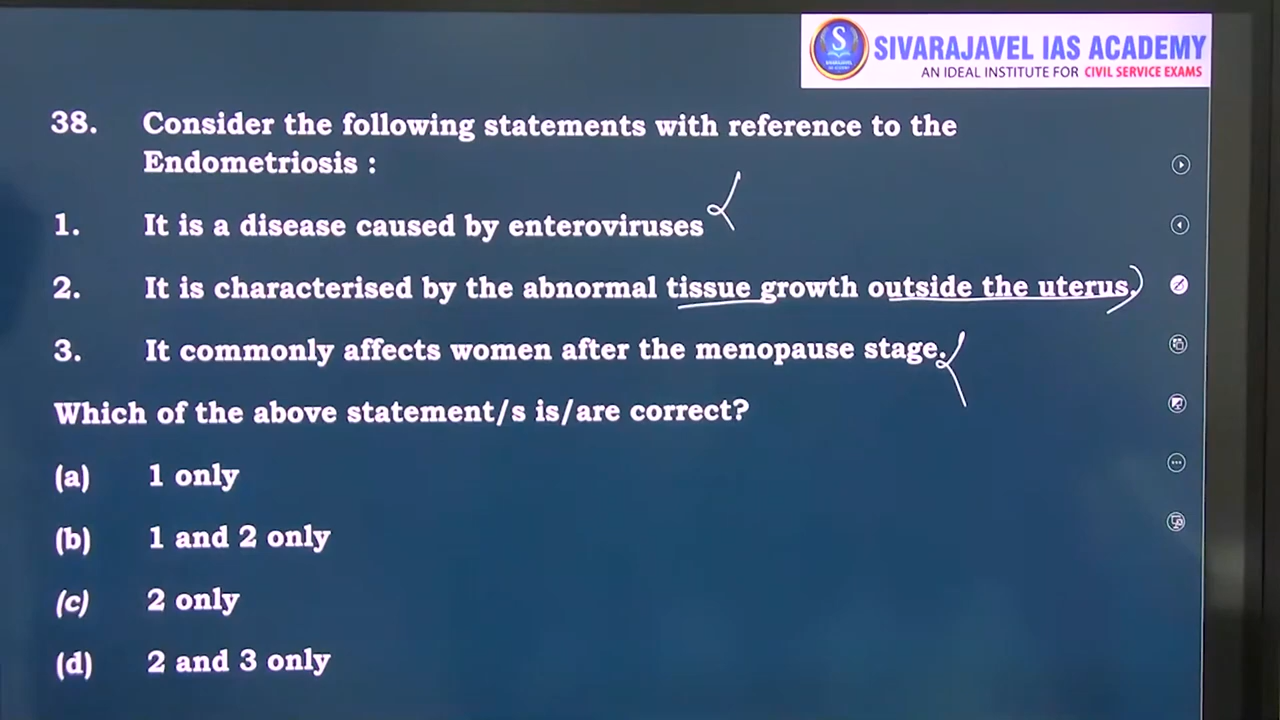 SIVARAJAVEL IAS ACADEMY
AN IDEAL INSTITUTE FOR CIVIL SERVICE EXAMS
38. Consider the following statements with reference to the
Endometriosis :
1. It is a disease caused by enteroviruses
2. It is characterised by the abnormal tissue growth outside the uterus.
3. It commonly affects women after the menopause stage.
Which of the above statement/s is/are correct?
(a) 1 only
(b) 1 and 2 only
(c) 2 only
(d) 2 and 3 only